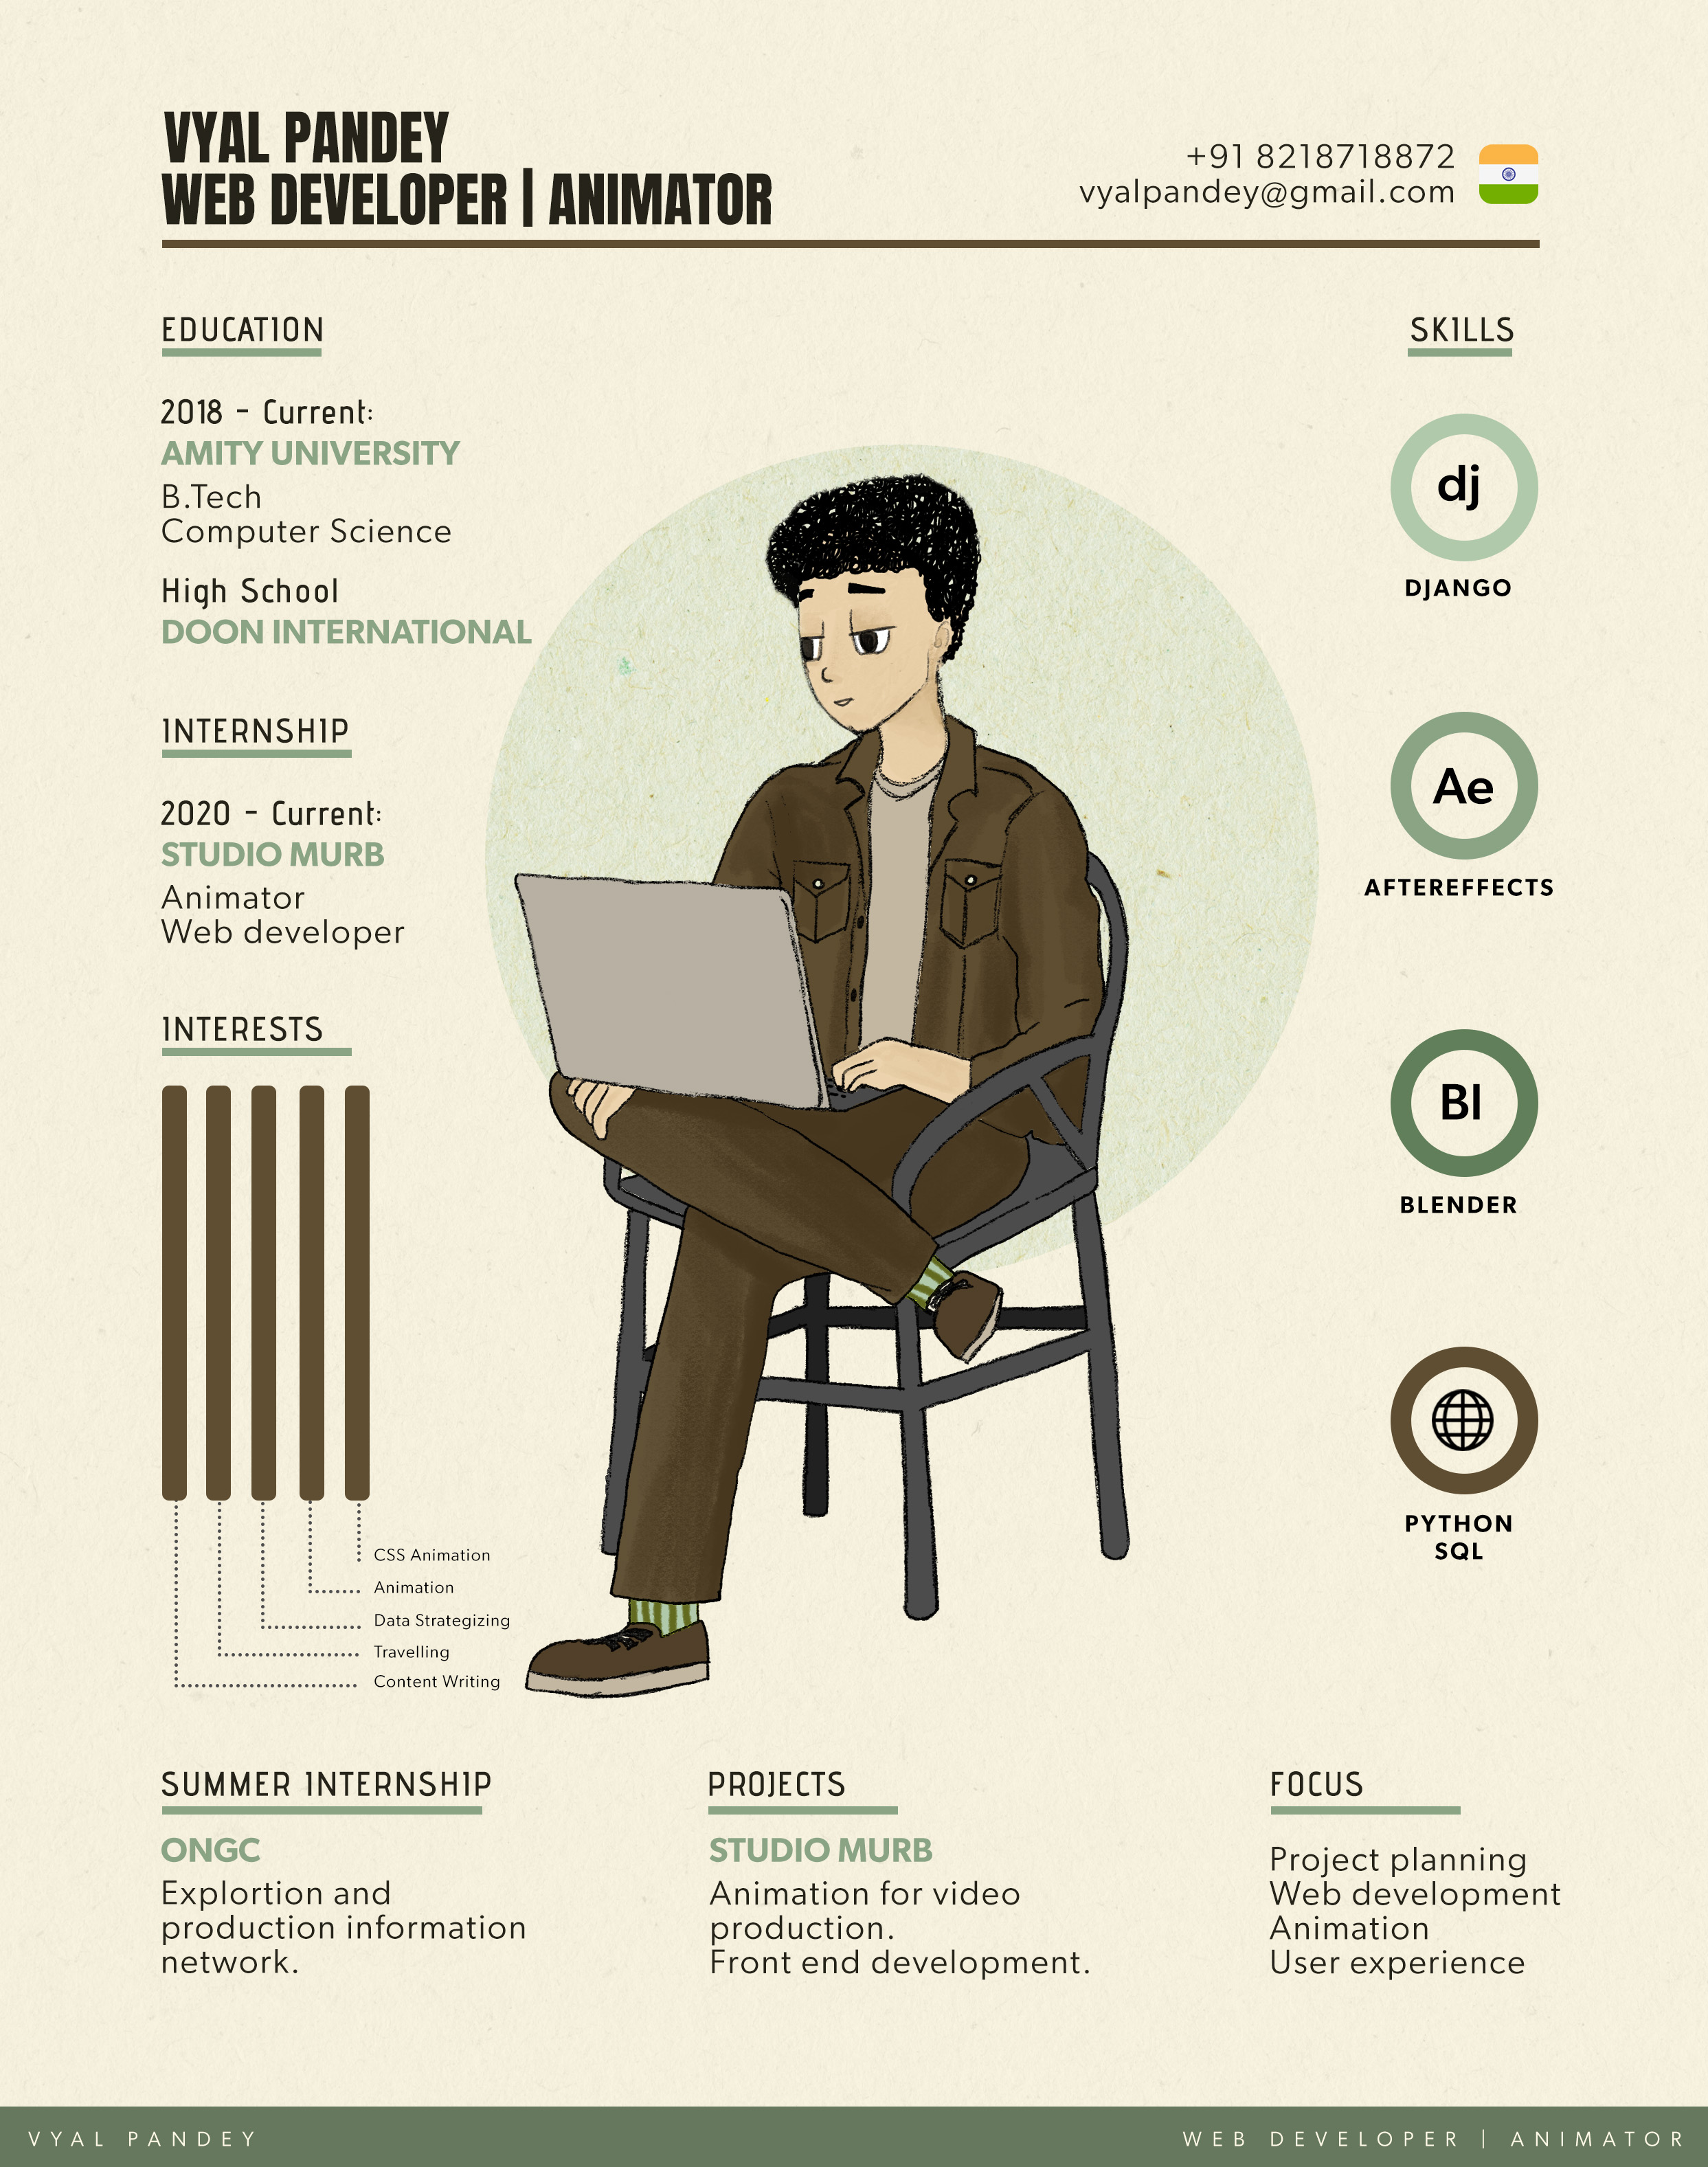 VYAL PANDEY
WEB DEVELOPER | ANIMATOR
+91 8218718872
vyalpandey@gmail.com
EDUCATION
2018 - Current:
AMITY UNIVERSITY
B.Tech
Computer Science
High School
DOON INTERNATIONAL
INTERNSHIP
2020 - Current:
STUDIO MURB
Animator
Web developer
INTERESTS
CSS Animation
Animation
Data Strategizing
Travelling
Content Writing
SKILLS
dj
DJANGO
Ae
AFTEREFFECTS
Bl
BLENDER
PYTHON
SQL
SUMMER INTERNSHIP
ONGC
Explortion and
production information
network.
PROJECTS
STUDIO MURB
Animation for video
production.
Front end development.
FOCUS
Project planning
Web development
Animation
User experience
VYAL PANDEY
WEB DEVELOPER | ANIMATOR